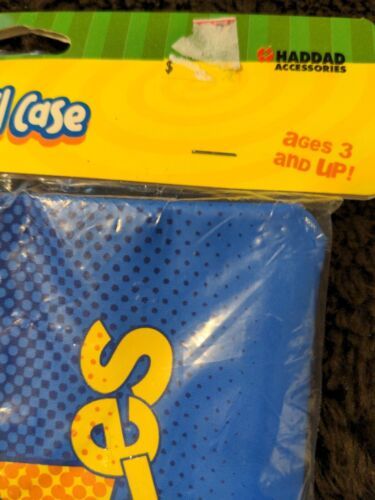 HADDAD
ACCESSORIES
$
l Case
ages 3
and UP!
es